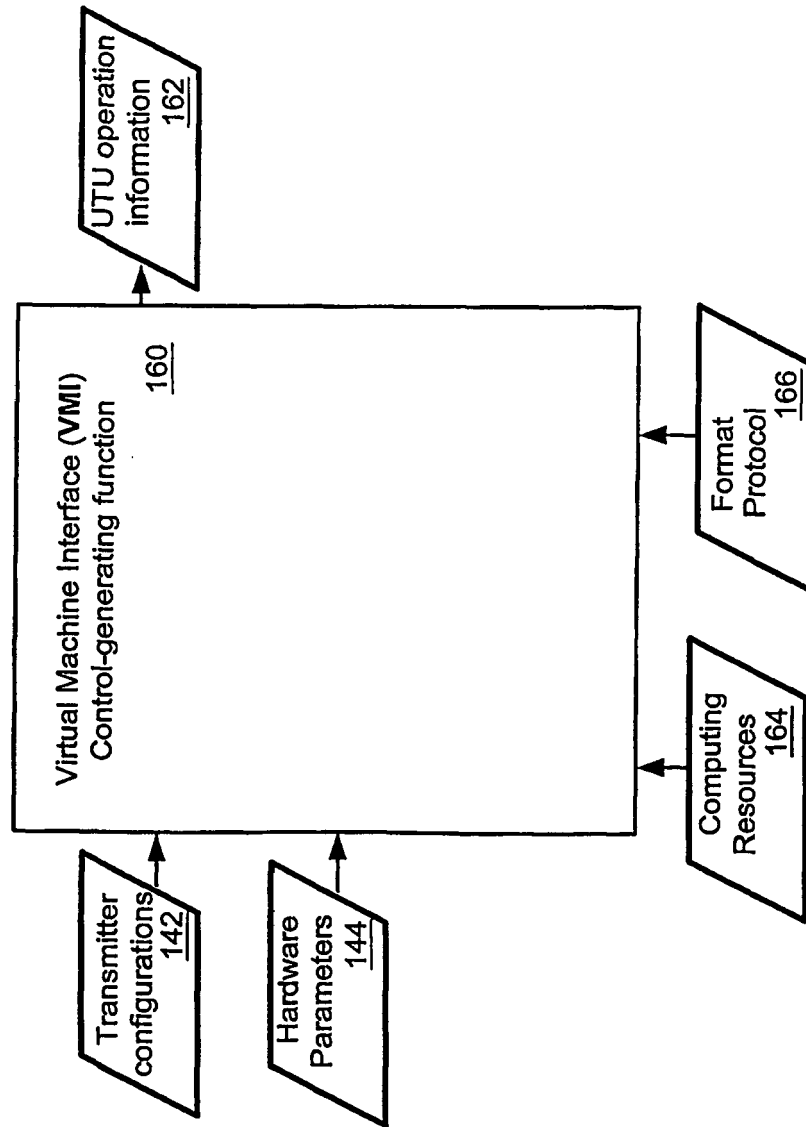 Transmitter
configurations
142
Hardware
Parameters
144
Virtual Machine Interface (VMI)
Control-generating function
160
UTU operation
information
162
Computing
Resources
164
Format
Protocol
166